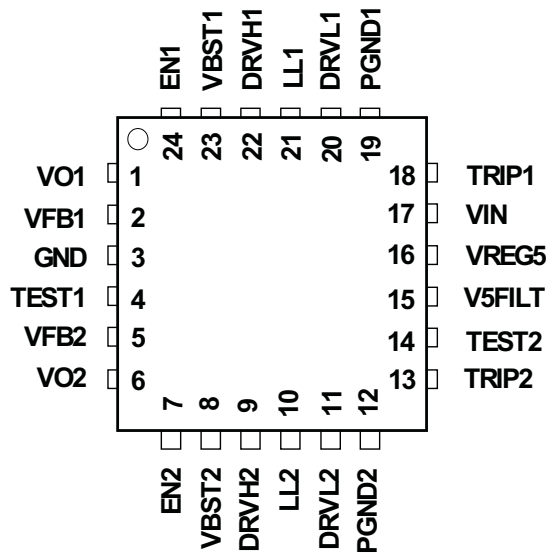 EN1 VBST1 DRVH1 LL1 DRVL1 PGND1
24 23 22 21 20 19
VO1 1 18 TRIP1
VFB1 2 17 VIN
GND 3 16 VREG5
TEST1 4 15 V5FILT
VFB2 5 14 TEST2
VO2 6 13 TRIP2
7 8 9 10 11 12
EN2 VBST2 DRVH2 LL2 DRVL2 PGND2